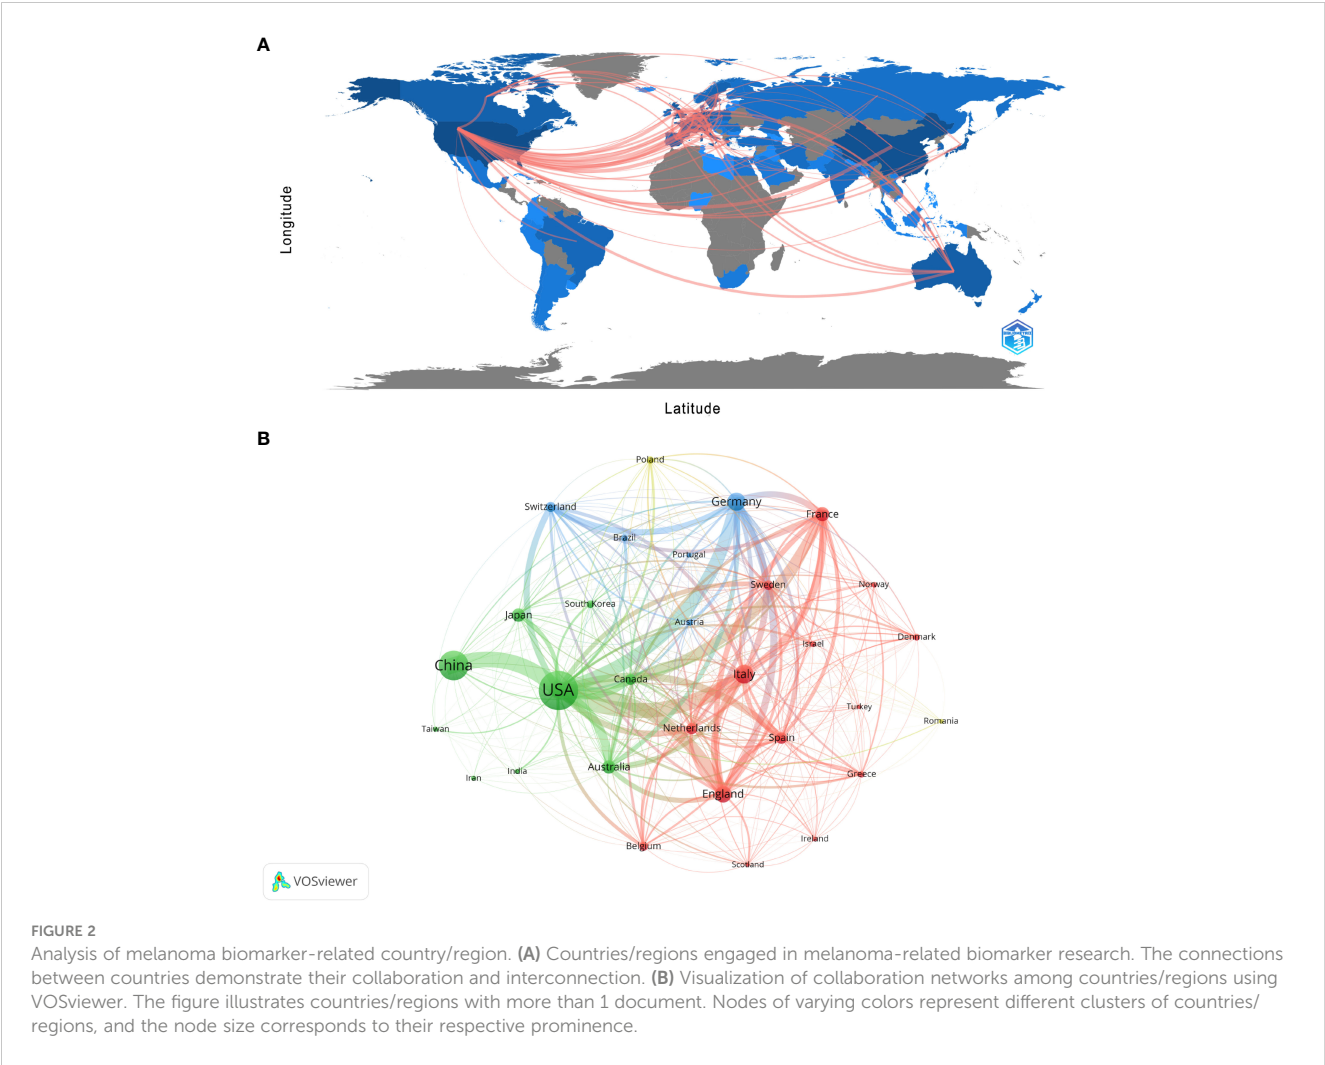 A
Longitude
Latitude
B
Poland
Switzerland
Germany
France
Brazil
Portugal
Sweden
Norway
South Korea
Japan
Austria
Denmark
Israel
China
Italy
Canada
USA
Turkey
Romania
Taiwan
Netherlands
Spain
Australia
India
Iran
Greece
England
Ireland
Belgium
Scotland
VOSviewer
FIGURE 2
Analysis of melanoma biomarker-related country/region. (A) Countries/regions engaged in melanoma-related biomarker research. The connections
between countries demonstrate their collaboration and interconnection. (B) Visualization of collaboration networks among countries/regions using
VOSviewer. The figure illustrates countries/regions with more than 1 document. Nodes of varying colors represent different clusters of countries/
regions, and the node size corresponds to their respective prominence.